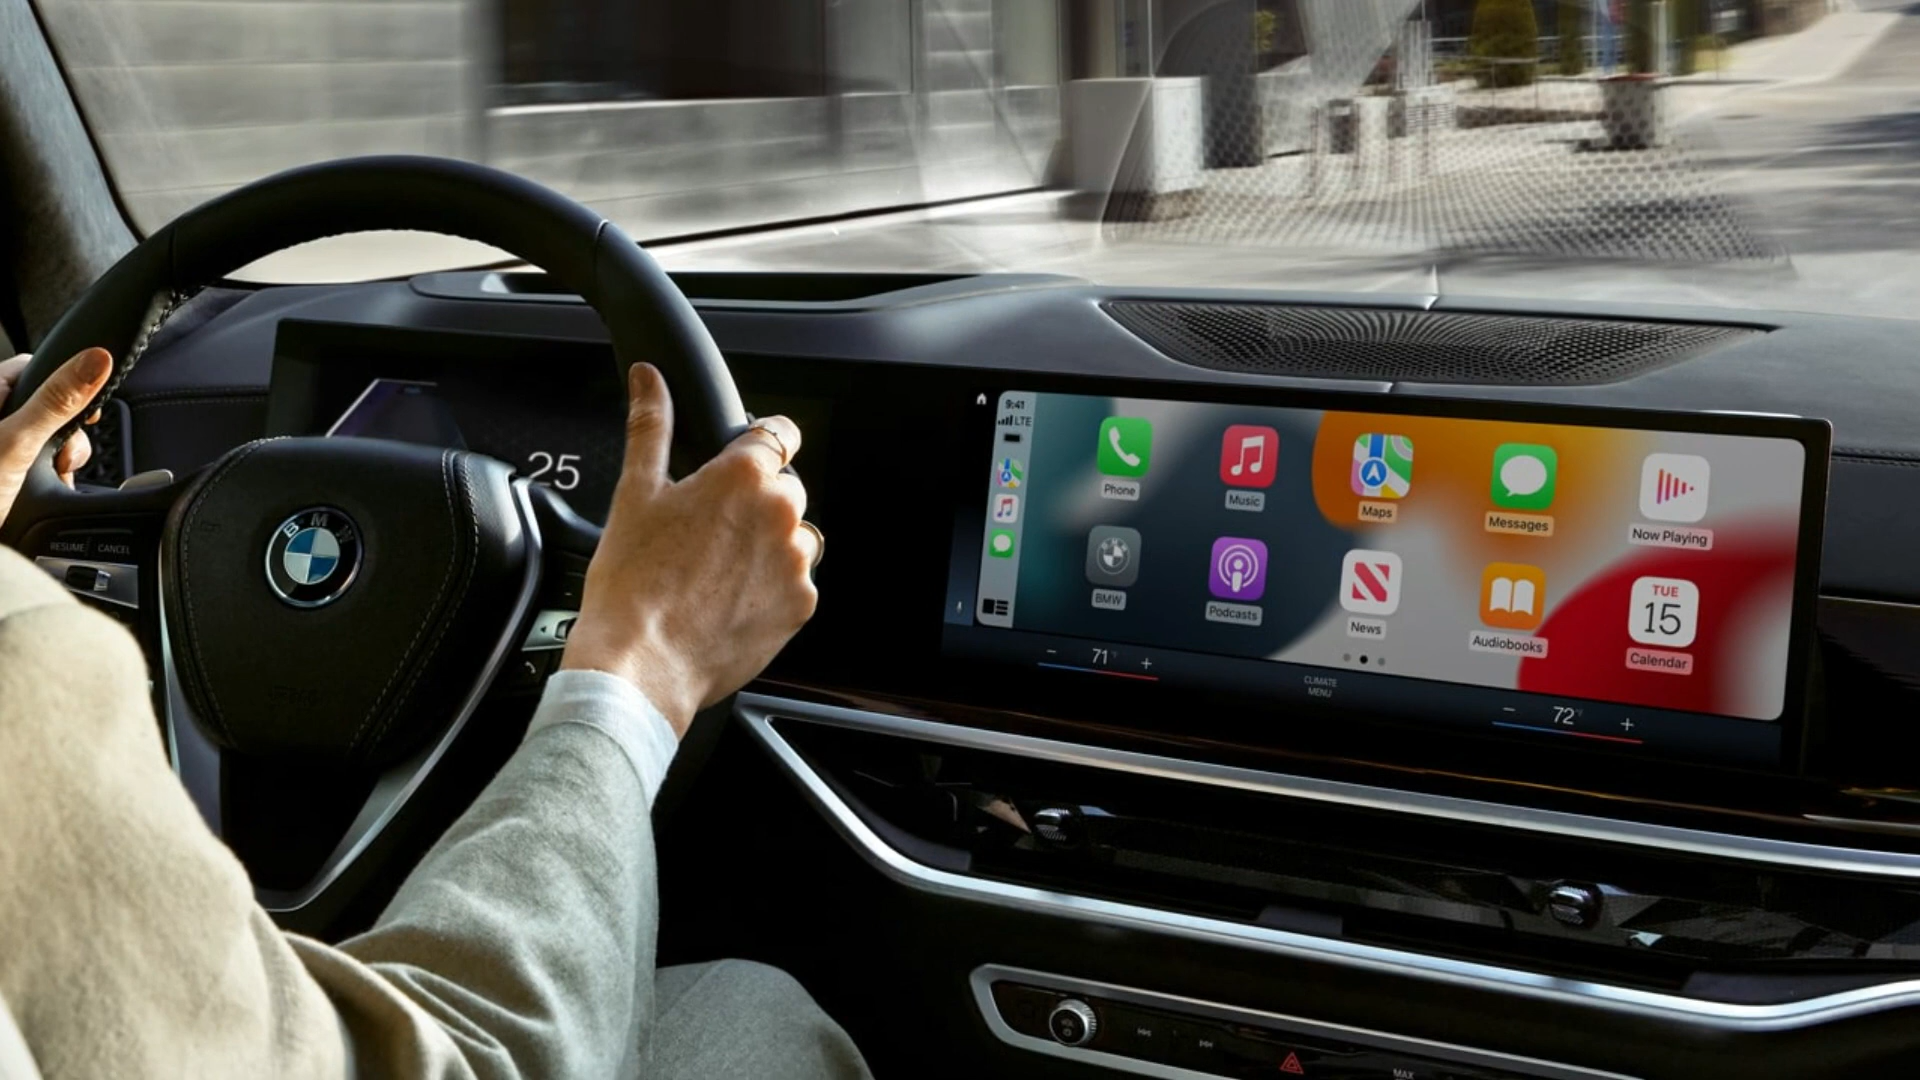 B M W
RESUME CANCEL
25
9:41
LTE
Phone
Music
Maps
Messages
Now Playing
BMW
Podcasts
News
Audiobooks
TUE
15
Calendar
71°
72°
CLIMATE
MENU
MAX